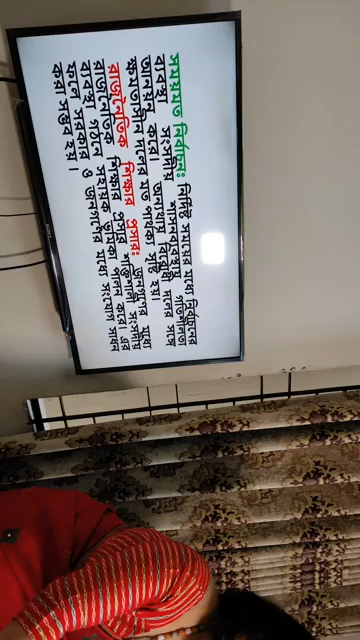 সময়মত নির্বাচন: নির্দিষ্ট সময়ের মধ্যে নির্বাচনের
ব্যবস্থা সংসদীয় শাসনব্যবস্থায় গতিশীলতা
আনয়ন করে। অন্যথায় বিরোধী দলের সঙ্গে
ক্ষমতাসীন দলের মত পার্থক্য সৃষ্টি হয়।
রাজনৈতিক শিক্ষার প্রসার: জনগণের মধ্যে
রাজনৈতিক শিক্ষার প্রসার শক্তিশালী সংসদীয়
ব্যবস্থা গঠনে সহায়ক ভূমিকা পালন করে। এর
ফলে সরকার ও জনগণের মধ্যে সংযোগ সাধন
করা সম্ভব হয়।